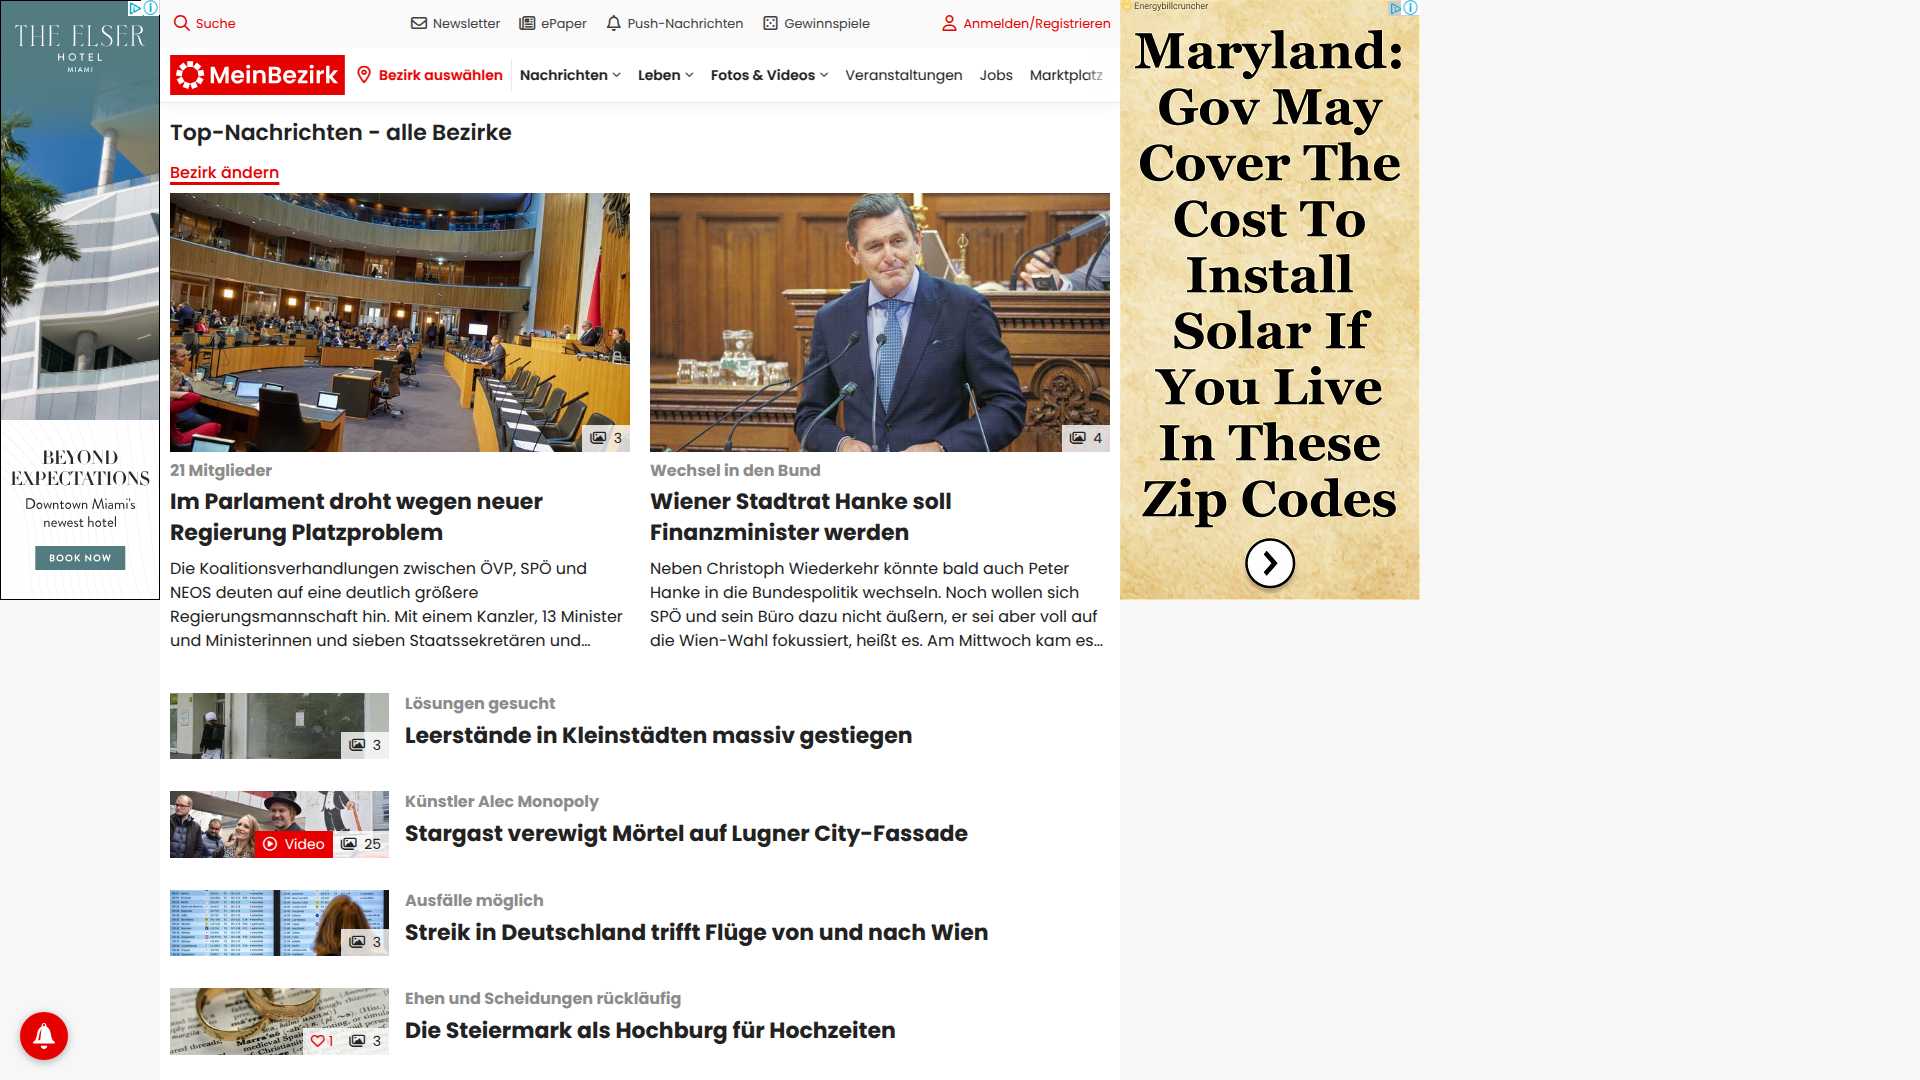 THE ELSER
HOTEL
MIAMI
BEYOND
EXPECTATIONS
Downtown Miami's
newest hotel
BOOK NOW
Suche
Newsletter
ePaper
Push-Nachrichten
Gewinnspiele
Anmelden/Registrieren
MeinBezirk
Bezirk auswählen
Nachrichten
Leben
Fotos & Videos
Veranstaltungen
Jobs
Marktplatz
Top-Nachrichten - alle Bezirke
Bezirk ändern
3
21 Mitglieder
Im Parlament droht wegen neuer
Regierung Platzproblem
Die Koalitionsverhandlungen zwischen ÖVP, SPÖ und
NEOS deuten auf eine deutlich größere
Regierungsmannschaft hin. Mit einem Kanzler, 13 Minister
und Ministerinnen und sieben Staatssekretären und...
4
Wechsel in den Bund
Wiener Stadtrat Hanke soll
Finanzminister werden
Neben Christoph Wiederkehr könnte bald auch Peter
Hanke in die Bundespolitik wechseln. Noch wollen sich
SPÖ und sein Büro dazu nicht äußern, er sei aber voll auf
die Wien-Wahl fokussiert, heißt es. Am Mittwoch kam es...
3
Lösungen gesucht
Leerstände in Kleinstädten massiv gestiegen
Video
25
Künstler Alec Monopoly
Stargast verewigt Mörtel auf Lugner City-Fassade
3
Ausfälle möglich
Streik in Deutschland trifft Flüge von und nach Wien
1
3
Ehen und Scheidungen rückläufig
Die Steiermark als Hochburg für Hochzeiten
Energybillcruncher
Maryland:
Gov May
Cover The
Cost To
Install
Solar If
You Live
In These
Zip Codes